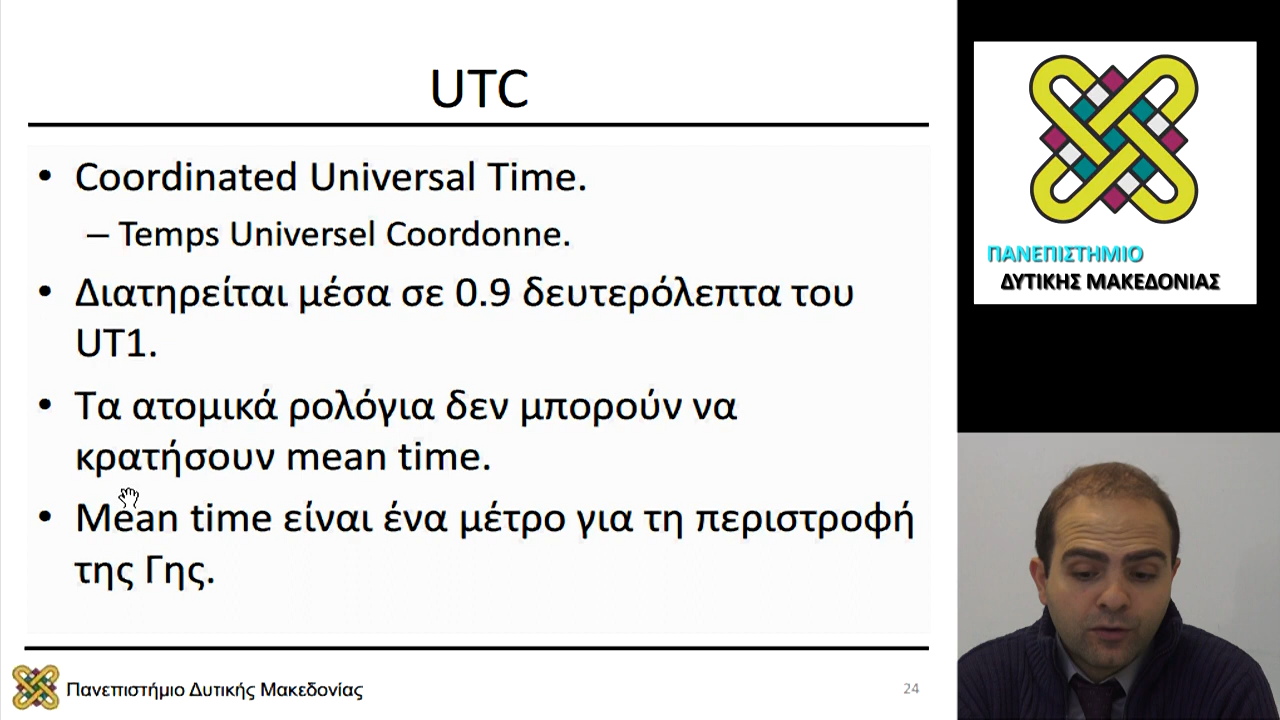 UTC
• Coordinated Universal Time.
– Temps Universel Coordonne.
• Διατηρείται μέσα σε 0.9 δευτερόλεπτα του
UT1.
• Τα ατομικά ρολόγια δεν μπορούν να
κρατήσουν mean time.
• Mean time είναι ένα μέτρο για τη περιστροφή
της Γης.
Πανεπιστήμιο Δυτικής Μακεδονίας
24
ΠΑΝΕΠΙΣΤΗΜΙΟ
ΔΥΤΙΚΗΣ ΜΑΚΕΔΟΝΙΑΣ